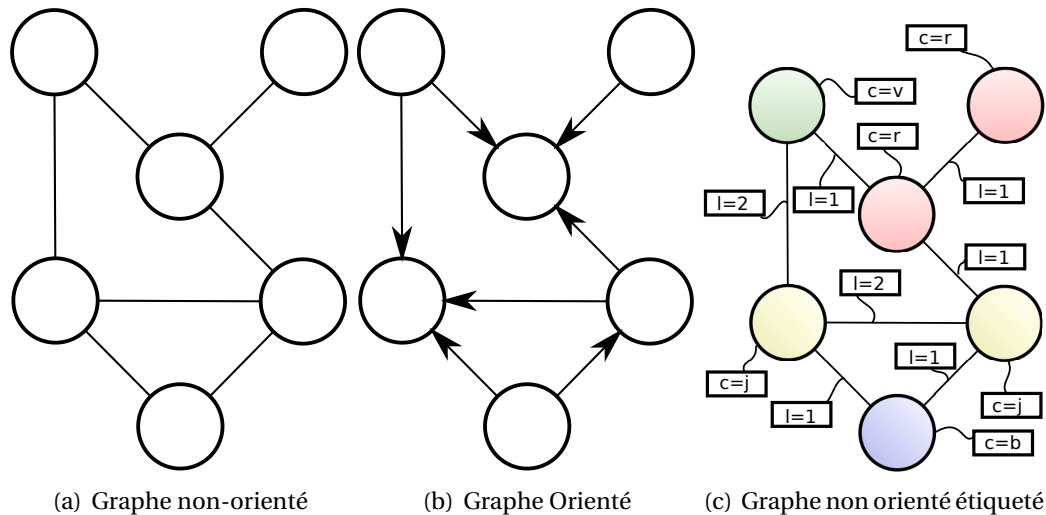 c=r
c=v
c=r
l=2
l=1
l=1
l=1
l=2
l=1
c=j
l=1
c=j
c=b
(a) Graphe non-orienté
(b) Graphe Orienté
(c) Graphe non orienté étiqueté